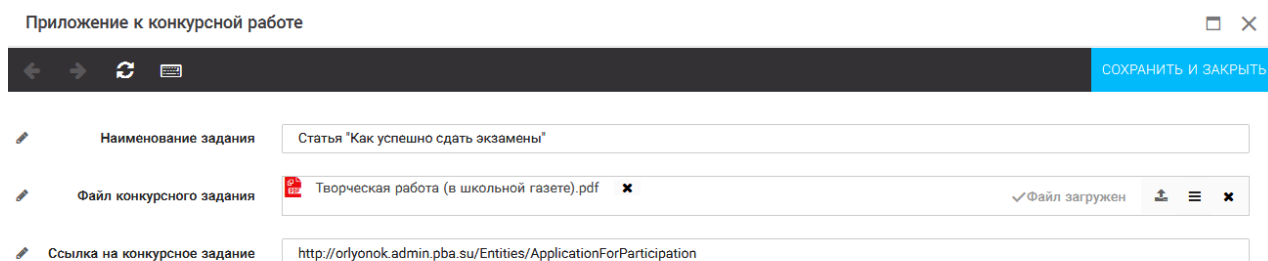 Приложение к конкурсной работе
СОХРАНИТЬ И ЗАКРЫТЬ
Наименование задания Статья "Как успешно сдать экзамены"
Файл конкурсного задания Творческая работа (в школьной газете).pdf Файл загружен
Ссылка на конкурсное задание http://orlyonok.admin.pba.su/Entities/ApplicationForParticipation